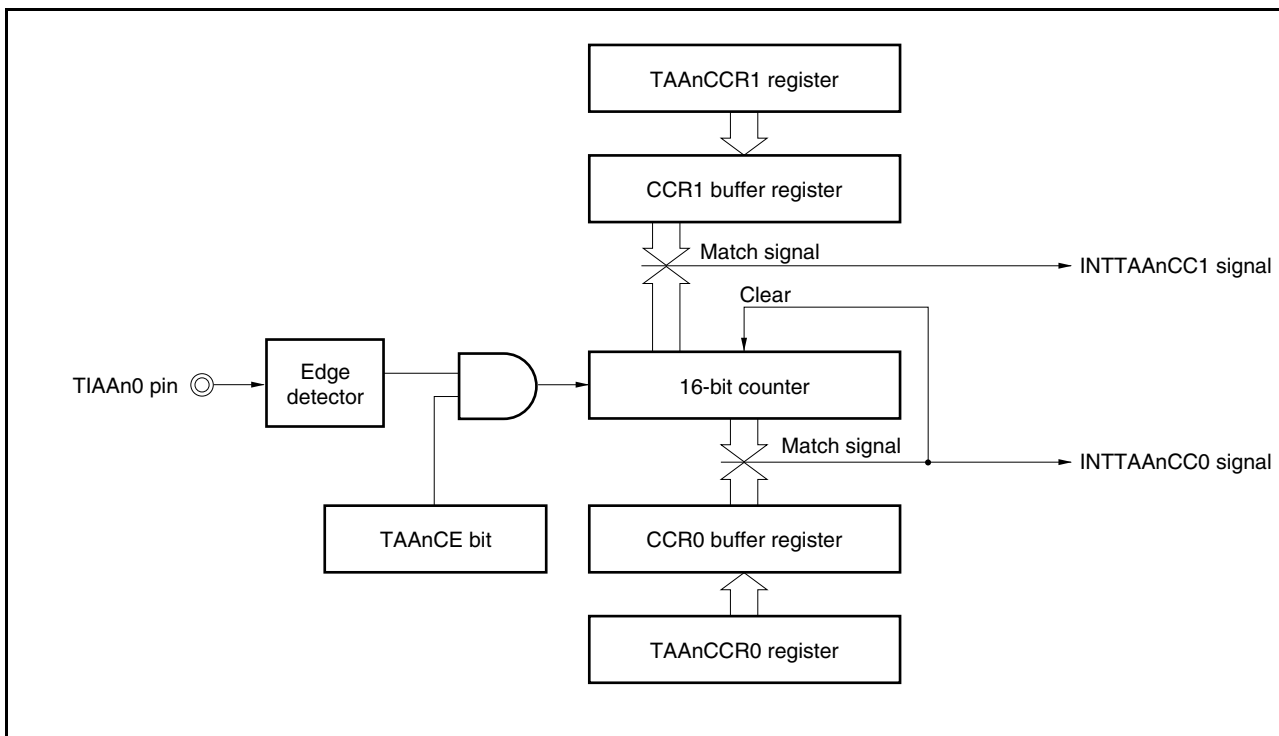 TAAnCCR1 register
CCR1 buffer register
Match signal
INTTAAnCC1 signal
Clear
TIAAn0 pin
Edge
detector
16-bit counter
Match signal
INTTAAnCC0 signal
TAAnCE bit
CCR0 buffer register
TAAnCCR0 register